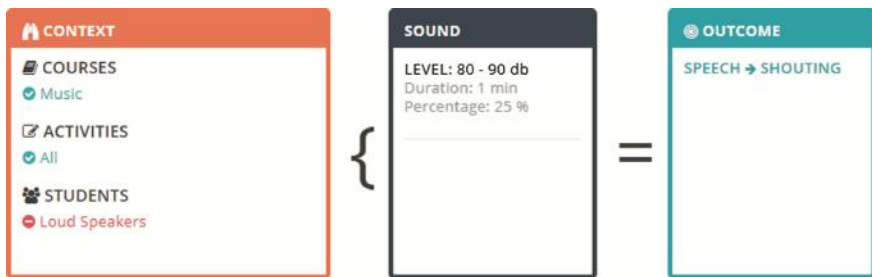 CONTEXT
COURSES
Music
ACTIVITIES
All
STUDENTS
Loud Speakers
{
SOUND
LEVEL: 80 - 90 db
Duration: 1 min
Percentage: 25 %
=
OUTCOME
SPEECH → SHOUTING